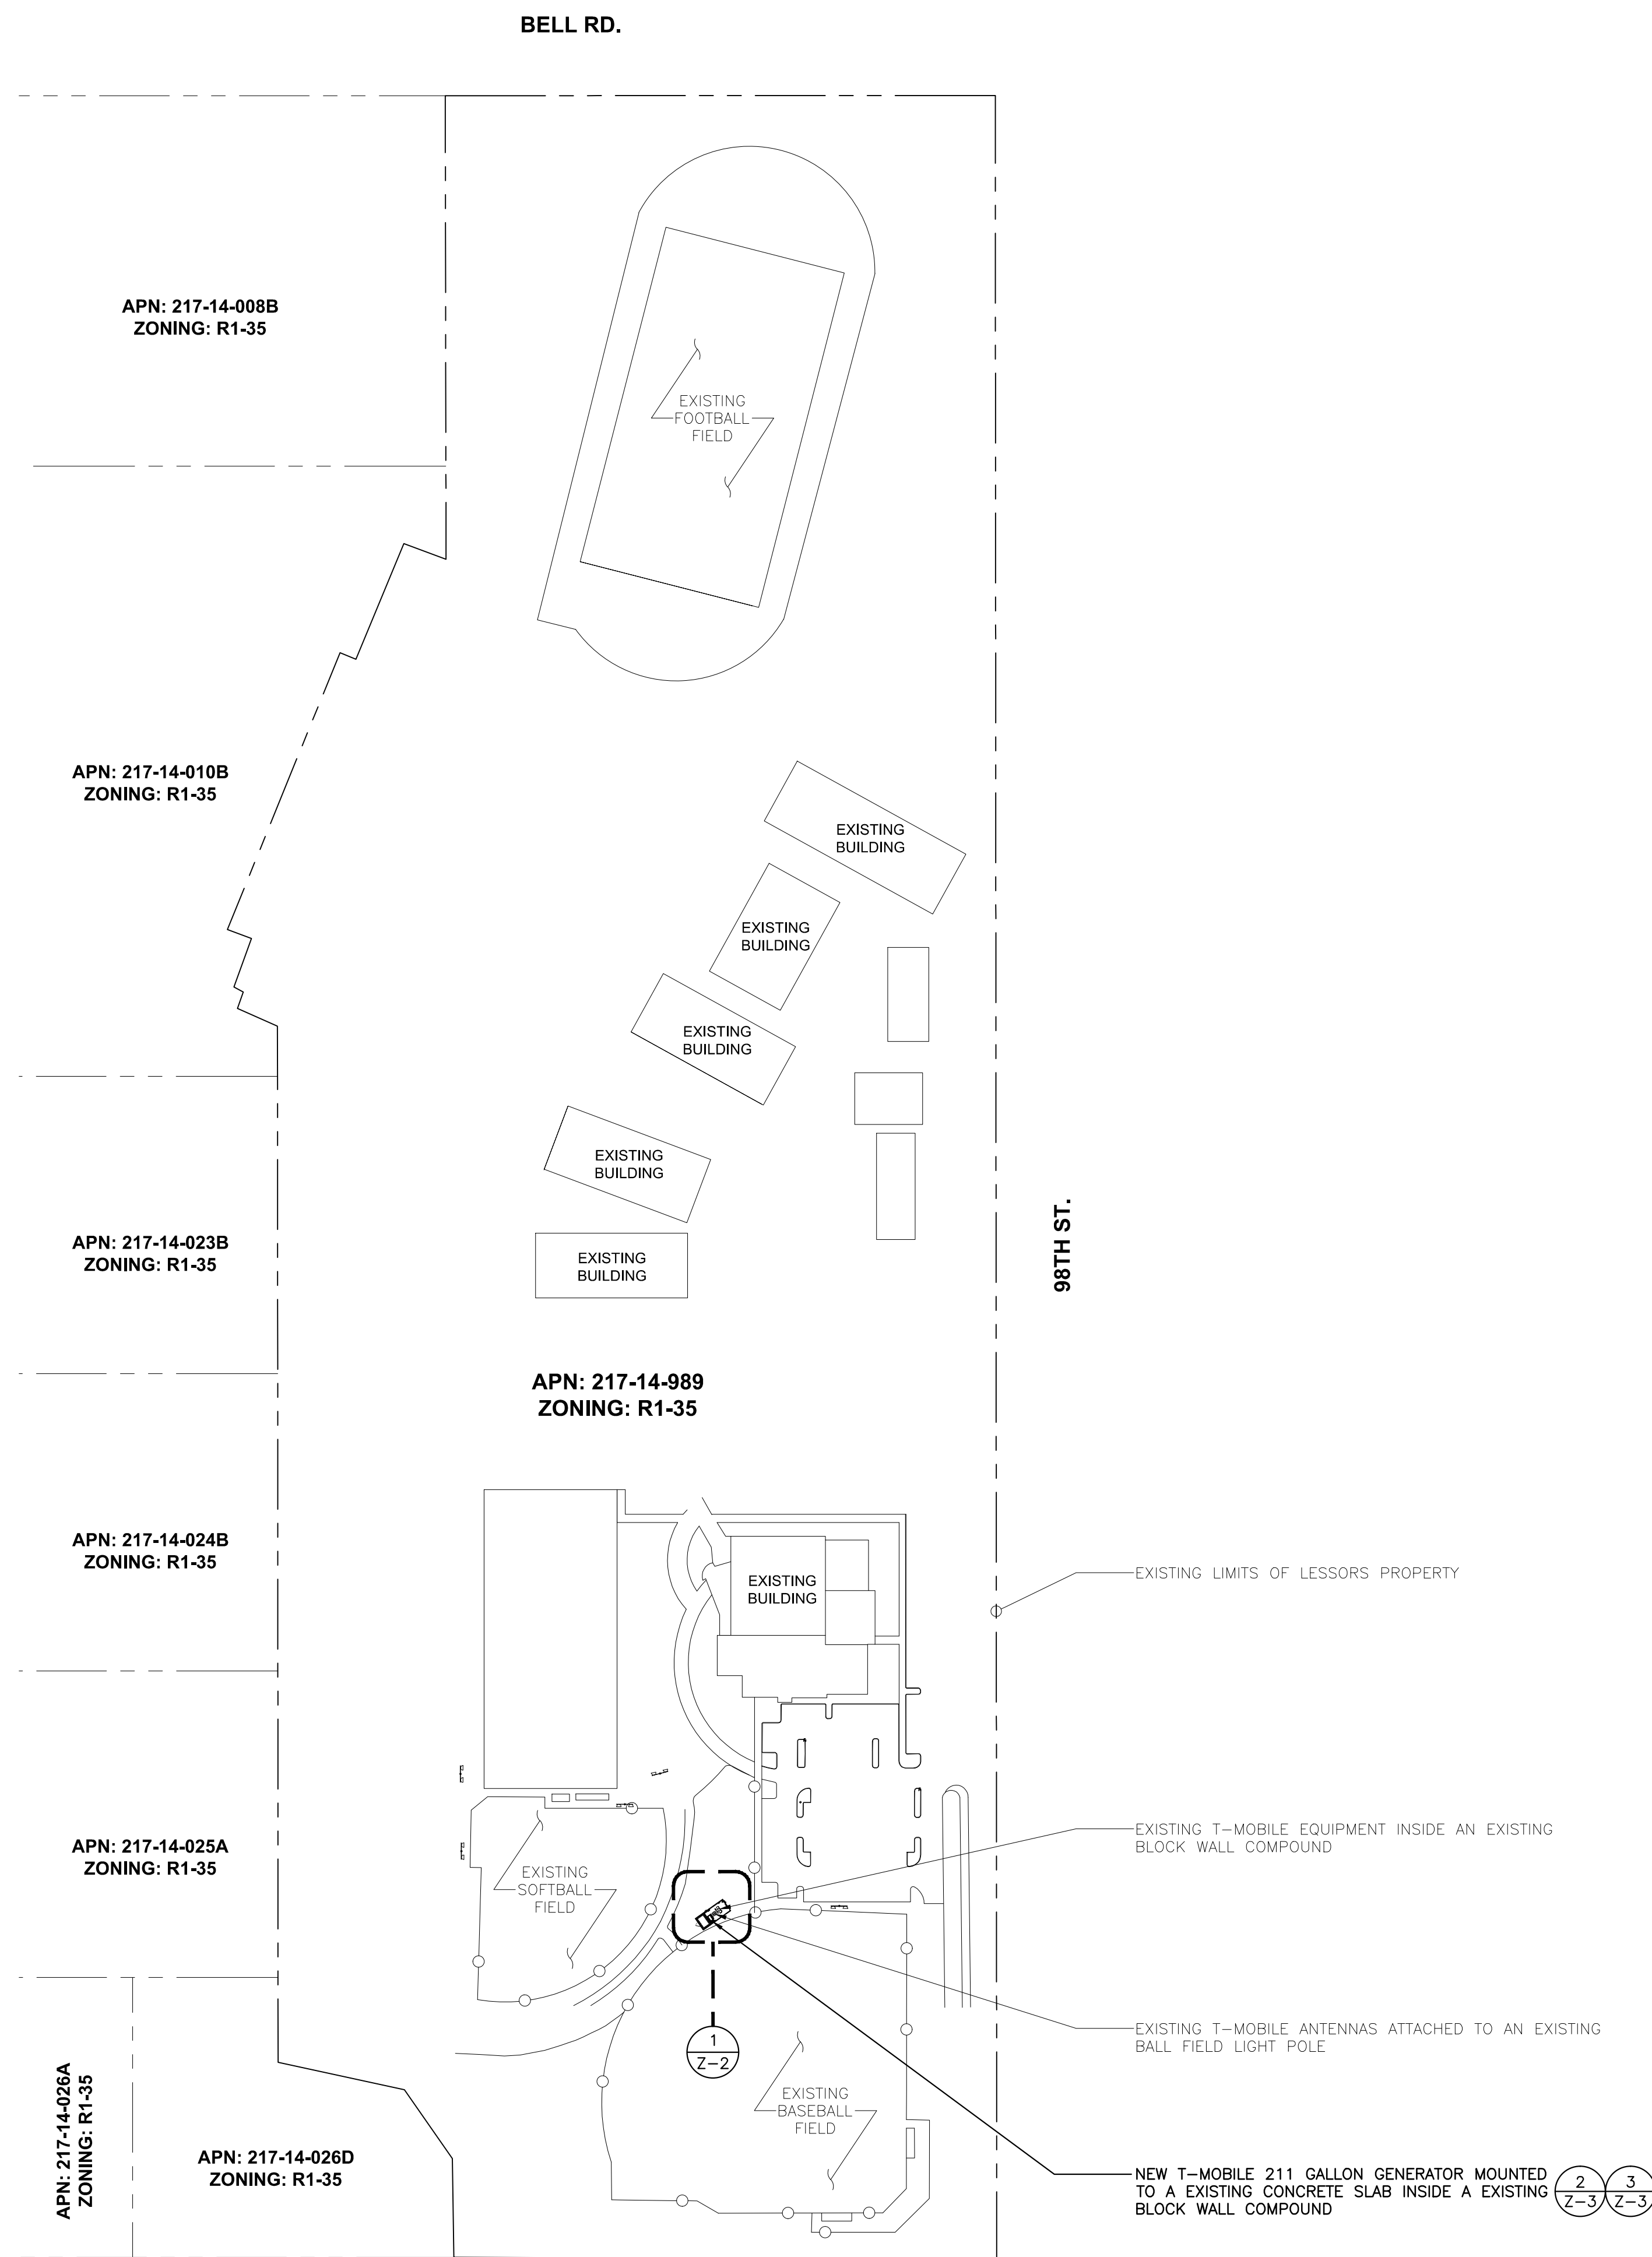 BELL RD.
APN: 217-14-008B
ZONING: R1-35
EXISTING
FOOTBALL
FIELD
APN: 217-14-010B
ZONING: R1-35
EXISTING
BUILDING
EXISTING
BUILDING
EXISTING
BUILDING
EXISTING
BUILDING
APN: 217-14-023B
ZONING: R1-35
EXISTING
BUILDING
98TH ST.
APN: 217-14-989
ZONING: R1-35
APN: 217-14-024B
ZONING: R1-35
EXISTING
BUILDING
EXISTING LIMITS OF LESSORS PROPERTY
APN: 217-14-025A
ZONING: R1-35
EXISTING
SOFTBALL
FIELD
EXISTING T-MOBILE EQUIPMENT INSIDE AN EXISTING
BLOCK WALL COMPOUND
1
Z-2
EXISTING T-MOBILE ANTENNAS ATTACHED TO AN EXISTING
BALL FIELD LIGHT POLE
EXISTING
BASEBALL
FIELD
APN: 217-14-026A
ZONING: R1-35
APN: 217-14-026D
ZONING: R1-35
NEW T-MOBILE 211 GALLON GENERATOR MOUNTED
TO A EXISTING CONCRETE SLAB INSIDE A EXISTING
BLOCK WALL COMPOUND
2
Z-3
3
Z-3